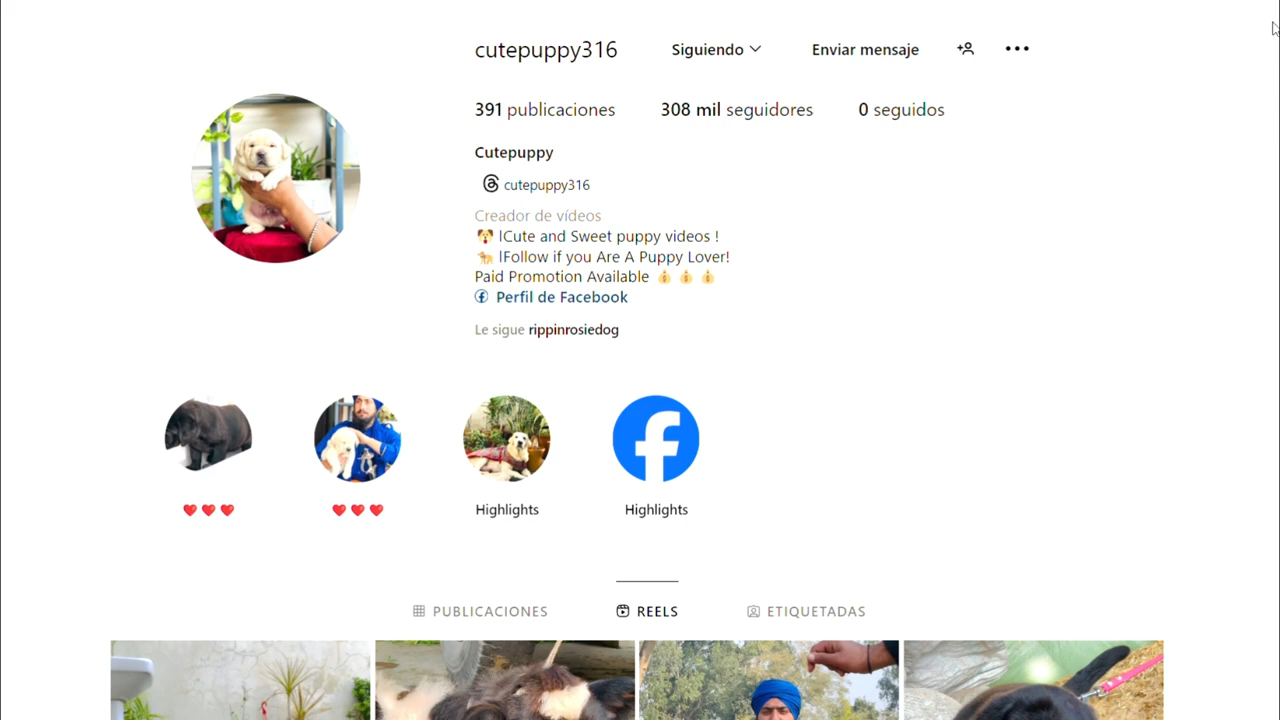 cutepuppy316 Siguiendo Enviar mensaje
391 publicaciones 308 mil seguidores 0 seguidos
Cutepuppy
cutepuppy316
Creador de vídeos
🐶 |Cute and Sweet puppy videos !
🐕 |Follow if you Are A Puppy Lover!
Paid Promotion Available 💰 💰 💰
Perfil de Facebook
Le sigue rippinrosiedog
❤️ ❤️ ❤️ ❤️ ❤️ ❤️ Highlights Highlights
PUBLICACIONES REELS ETIQUETADAS